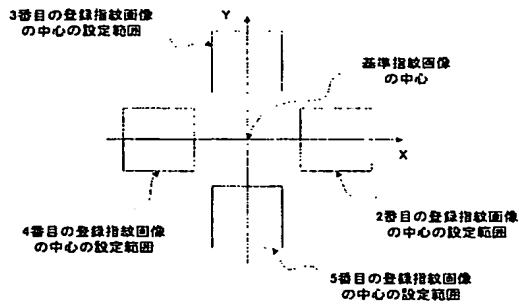 3番目の登録指紋画像
の中心の設定範囲
Y
基準指紋画像
の中心
X
4番目の登録指紋画像
の中心の設定範囲
2番目の登録指紋画像
の中心の設定範囲
5番目の登録指紋画像
の中心の設定範囲